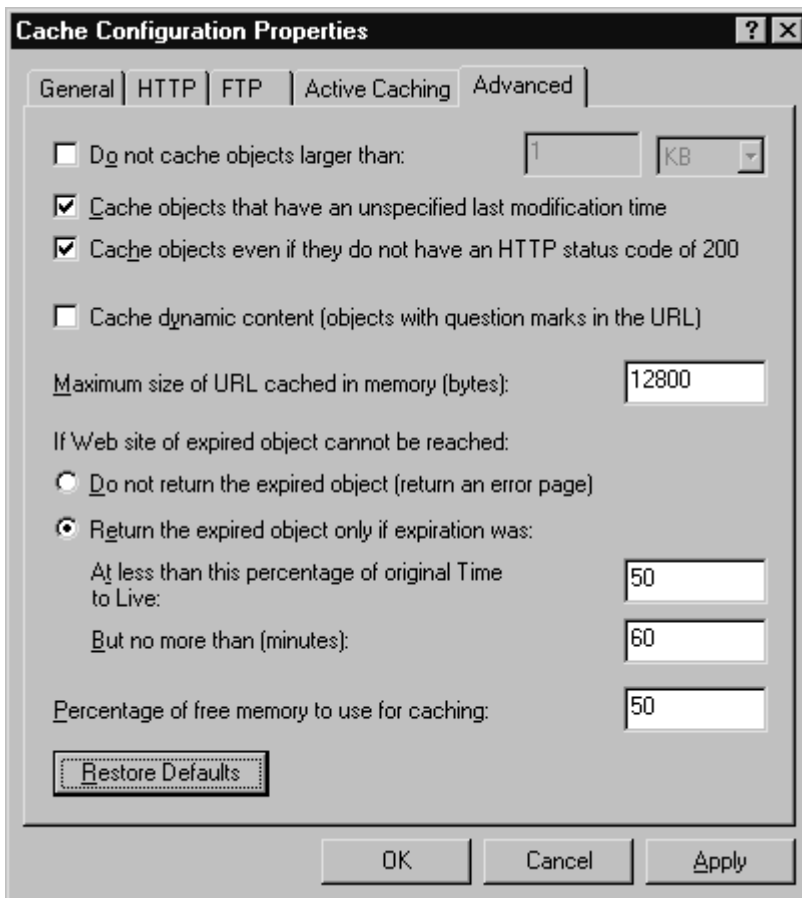 Cache Configuration Properties
General HTTP FTP Active Caching Advanced
Do not cache objects larger than: 1 KB
Cache objects that have an unspecified last modification time
Cache objects even if they do not have an HTTP status code of 200
Cache dynamic content (objects with question marks in the URL)
Maximum size of URL cached in memory (bytes): 12800
If Web site of expired object cannot be reached:
Do not return the expired object (return an error page)
Return the expired object only if expiration was:
At less than this percentage of original Time 50
to Live:
But no more than (minutes): 60
Percentage of free memory to use for caching: 50
Restore Defaults
OK Cancel Apply